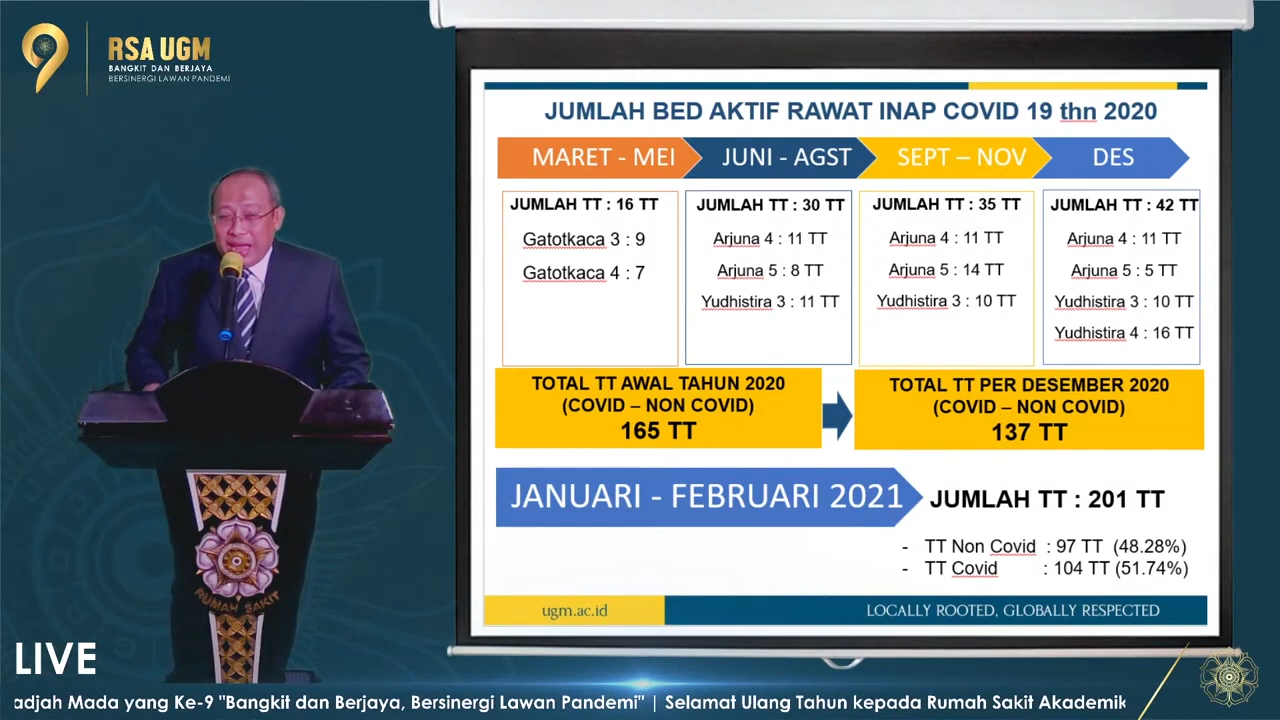 RSA UGM
BANGKIT DAN BERJAYA
BERSINERGI LAWAN PANDEMI
JUMLAH BED AKTIF RAWAT INAP COVID 19 thn 2020
MARET - MEI
JUNI - AGST
SEPT – NOV
DES
JUMLAH TT : 16 TT
Gatotkaca 3 : 9
Gatotkaca 4 : 7
JUMLAH TT : 30 TT
Arjuna 4 : 11 TT
Arjuna 5 : 8 TT
Yudhistira 3 : 11 TT
JUMLAH TT : 35 TT
Arjuna 4 : 11 TT
Arjuna 5 : 14 TT
Yudhistira 3 : 10 TT
JUMLAH TT : 42 TT
Arjuna 4 : 11 TT
Arjuna 5 : 5 TT
Yudhistira 3 : 10 TT
Yudhistira 4 : 16 TT
TOTAL TT AWAL TAHUN 2020
(COVID – NON COVID)
165 TT
TOTAL TT PER DESEMBER 2020
(COVID – NON COVID)
137 TT
JANUARI - FEBRUARI 2021
JUMLAH TT : 201 TT
- TT Non Covid : 97 TT (48.28%)
- TT Covid : 104 TT (51.74%)
ugm.ac.id
LOCALLY ROOTED, GLOBALLY RESPECTED
RUMAH SAKIT
LIVE
adjah Mada yang Ke-9 "Bangkit dan Berjaya, Bersinergi Lawan Pandemi" | Selamat Ulang Tahun kepada Rumah Sakit Akademik